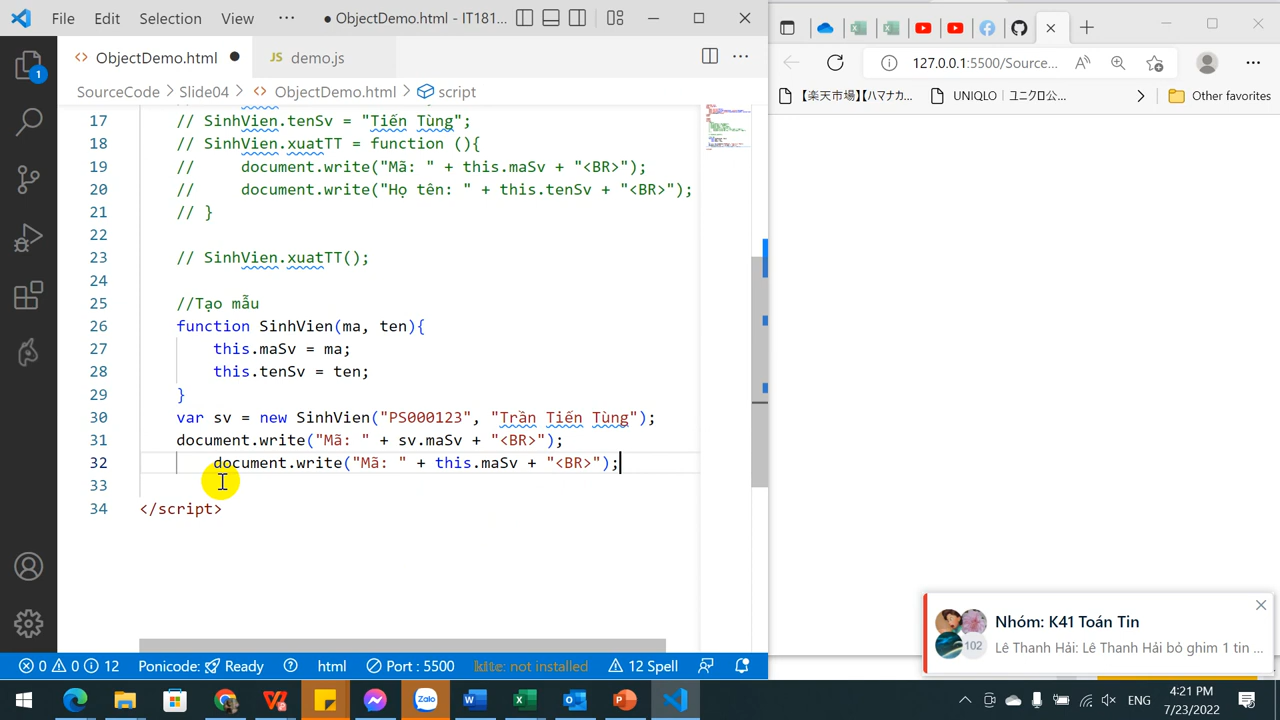 File Edit Selection View ··· ● ObjectDemo.html - IT181...
<> ObjectDemo.html ● JS demo.js ···
SourceCode > Slide04 > <> ObjectDemo.html > script
17 // SinhVien.tenSv = "Tiến Tùng";
18 // SinhVien.xuatTT = function (){
19 // document.write("Mã: " + this.maSv + "<BR>");
20 // document.write("Họ tên: " + this.tenSv + "<BR>");
21 // }
22
23 // SinhVien.xuatTT();
24
25 //Tạo mẫu
26 function SinhVien(ma, ten){
27 this.maSv = ma;
28 this.tenSv = ten;
29 }
30 var sv = new SinhVien("PS000123", "Trần Tiến Tùng");
31 document.write("Mã: " + sv.maSv + "<BR>");
32 document.write("Mã: " + this.maSv + "<BR>");
33
34 </script>
1
0 0 12 Ponicode: Ready html Port : 5500 kite: not installed 12 Spell
127.0.0.1:5500/Source...
【楽天市場】【ハマナカ... UNIQLO｜ユニクロ公... Other favorites
Nhóm: K41 Toán Tin
102
Lê Thanh Hải: Lê Thanh Hải bỏ ghim 1 tin ...
Zalo
ENG
4:21 PM
7/23/2022